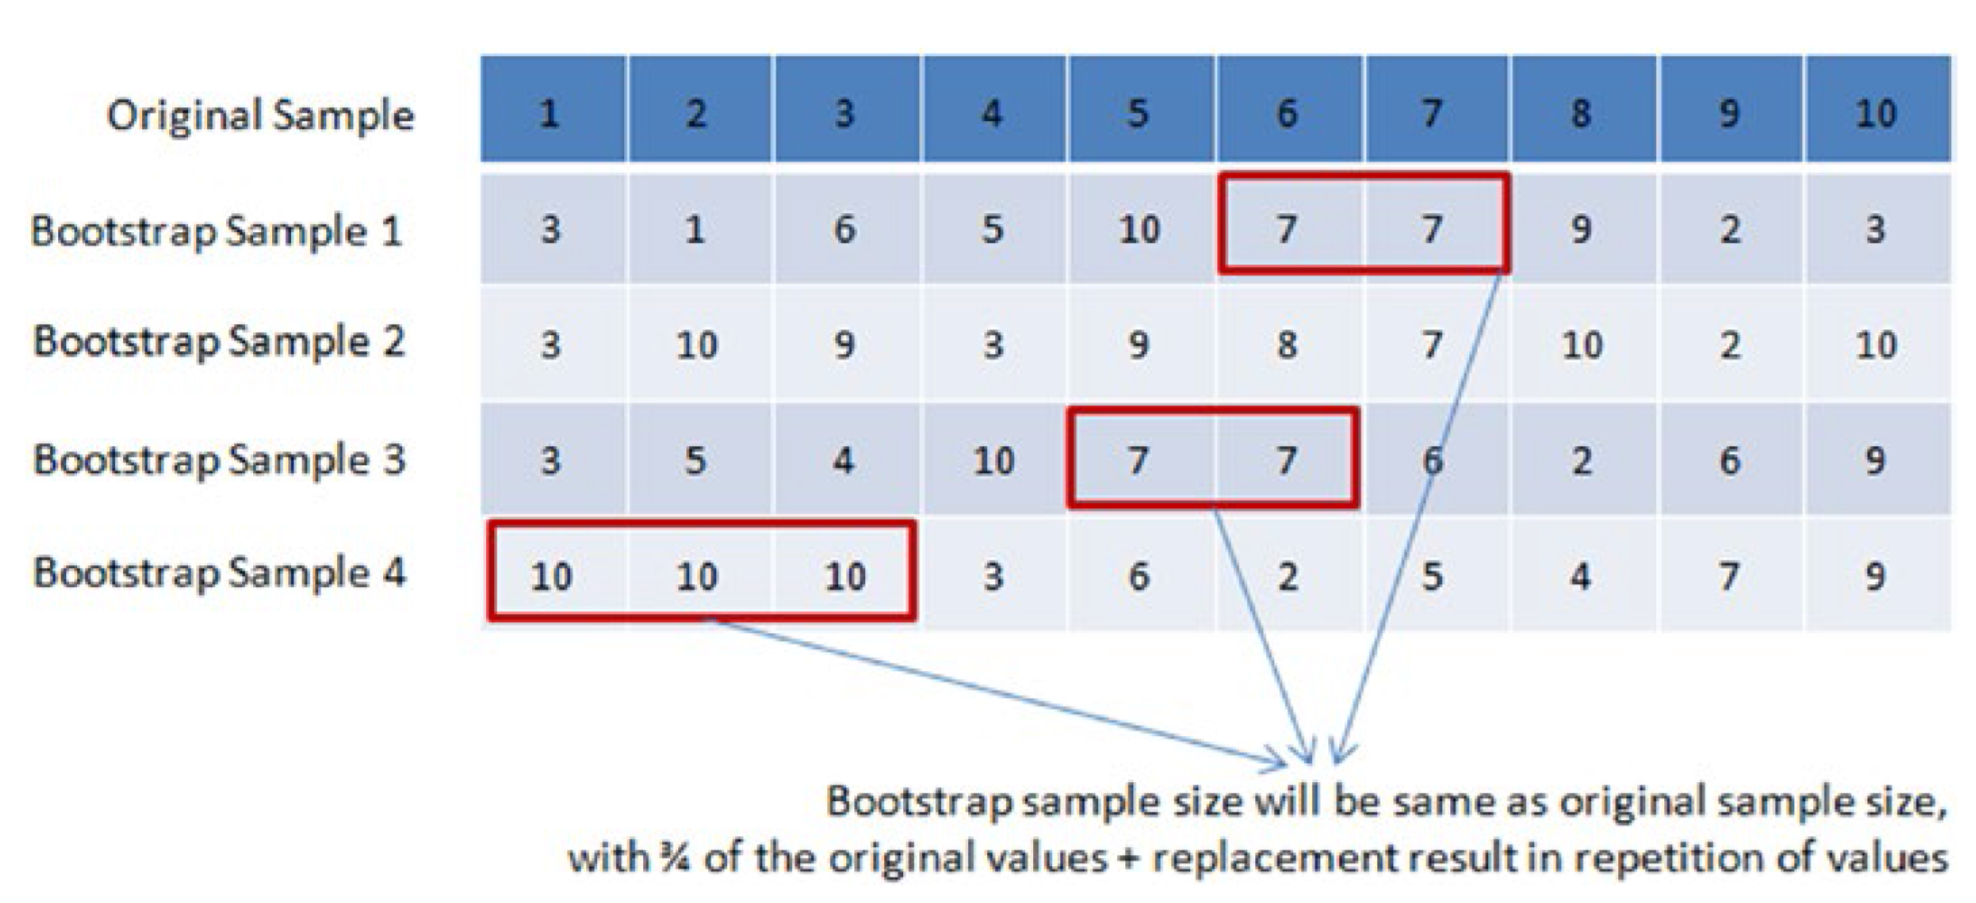 Original Sample 1 2 3 4 5 6 7 8 9 10
Bootstrap Sample 1 3 1 6 5 10 7 7 9 2 3
Bootstrap Sample 2 3 10 9 3 9 8 7 10 2 10
Bootstrap Sample 3 3 5 4 10 7 7 6 2 6 9
Bootstrap Sample 4 10 10 10 3 6 2 5 4 7 9
Bootstrap sample size will be same as original sample size,
with ¾ of the original values + replacement result in repetition of values